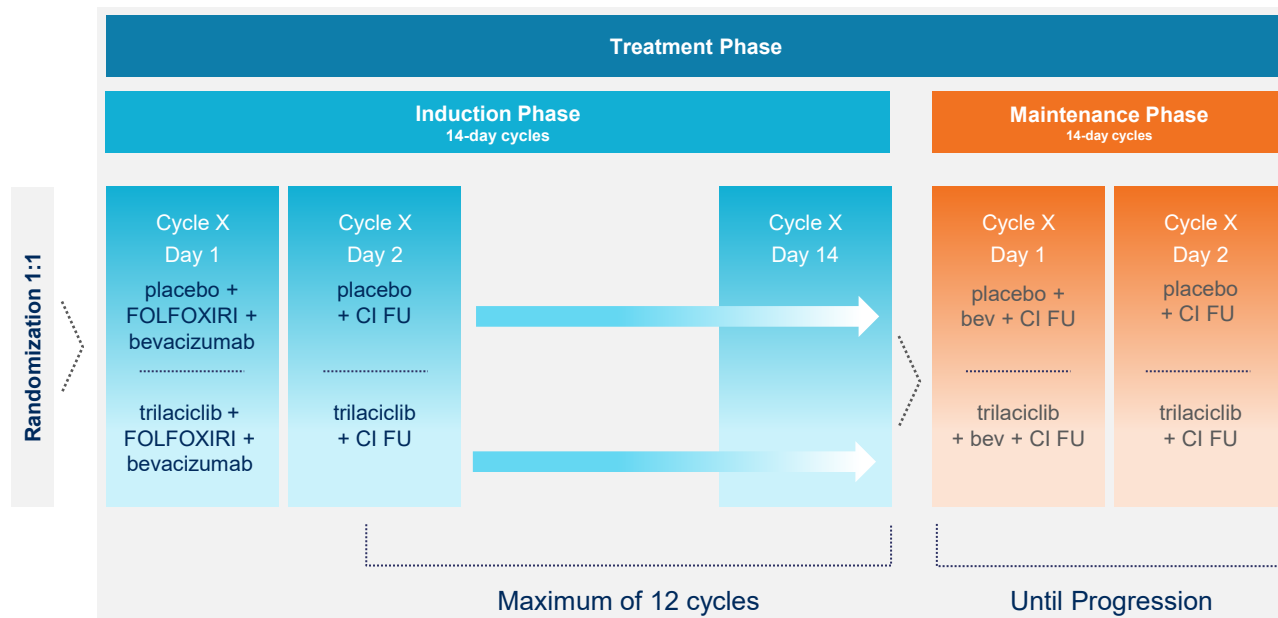 Treatment Phase
Induction Phase
14-day cycles
Maintenance Phase
14-day cycles
Randomization 1:1
Cycle X
Day 1
placebo +
FOLFOXIRI +
bevacizumab
trilaciclib +
FOLFOXIRI +
bevacizumab
Cycle X
Day 2
placebo
+ CI FU
trilaciclib
+ CI FU
Cycle X
Day 14
Cycle X
Day 1
placebo +
bev + CI FU
trilaciclib
+ bev + CI FU
Cycle X
Day 2
placebo
+ CI FU
trilaciclib
+ CI FU
Maximum of 12 cycles
Until Progression